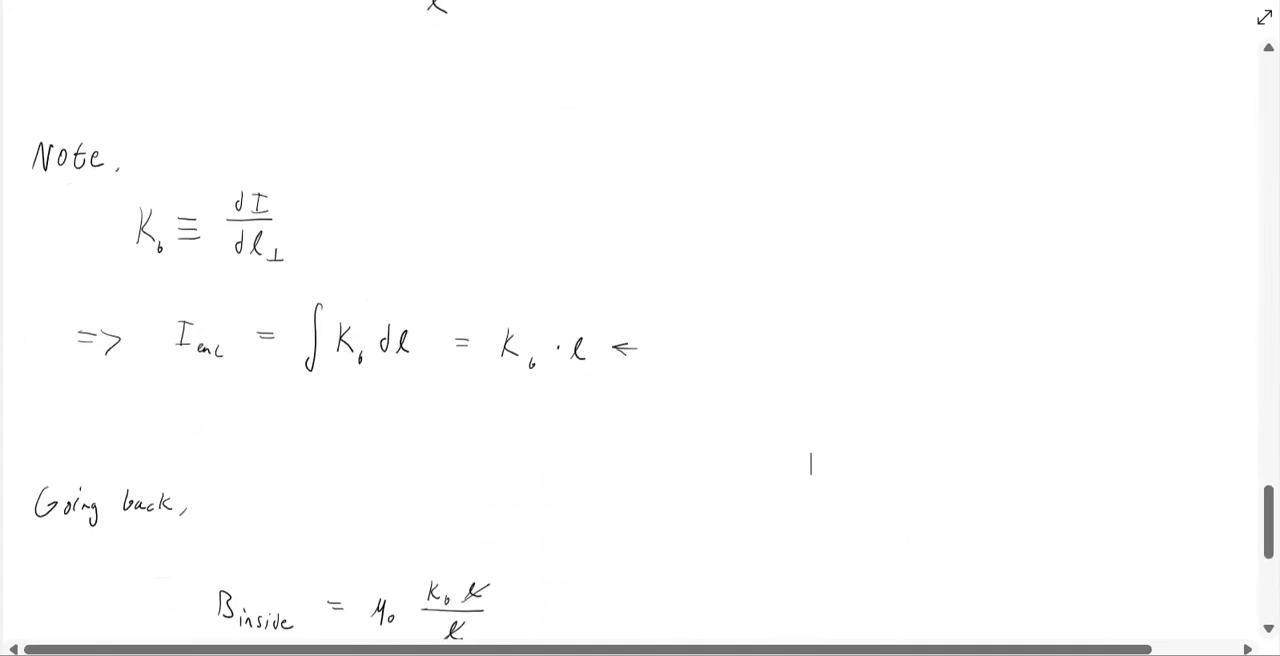 Note,
K_b ≡ dI / dl_⊥
=> I_enc = ∫ K_b dl = K_b · l ←
Going back,
B_inside = μ_0 K_b l / l